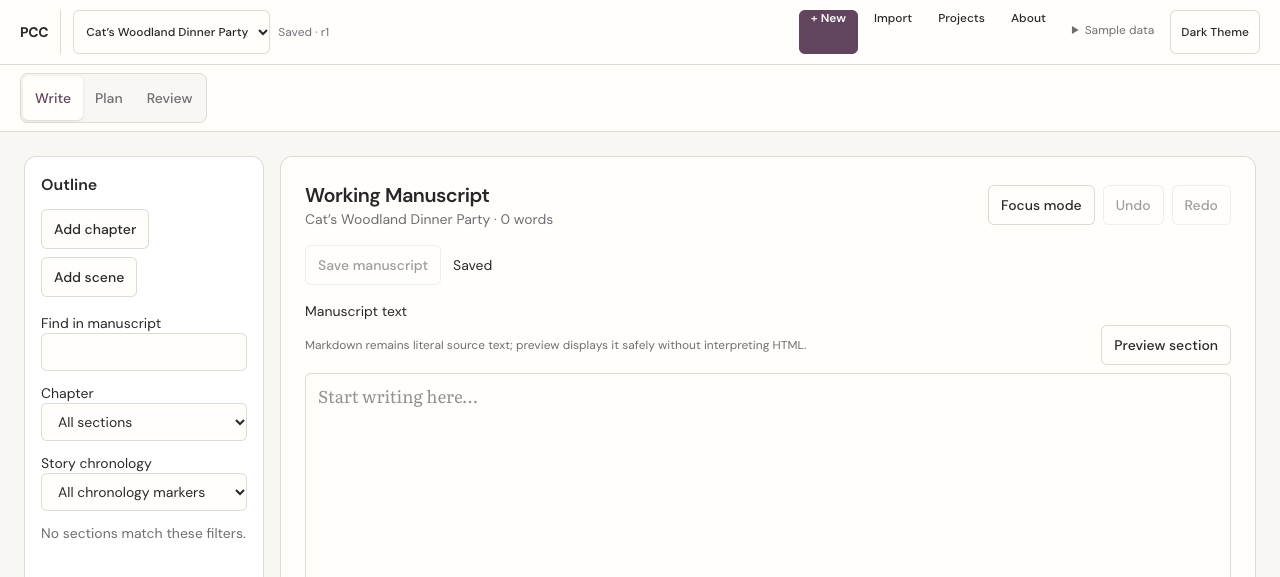 PCC
Cat's Woodland Dinner Party
Saved · r1
+ New
Import
Projects
About
Sample data
Dark Theme
Write
Plan
Review
Outline
Add chapter
Add scene
Find in manuscript
Chapter
All sections
Story chronology
All chronology markers
No sections match these filters.
Working Manuscript
Cat's Woodland Dinner Party · 0 words
Focus mode
Undo
Redo
Save manuscript
Saved
Manuscript text
Markdown remains literal source text; preview displays it safely without interpreting HTML.
Preview section
Start writing here…